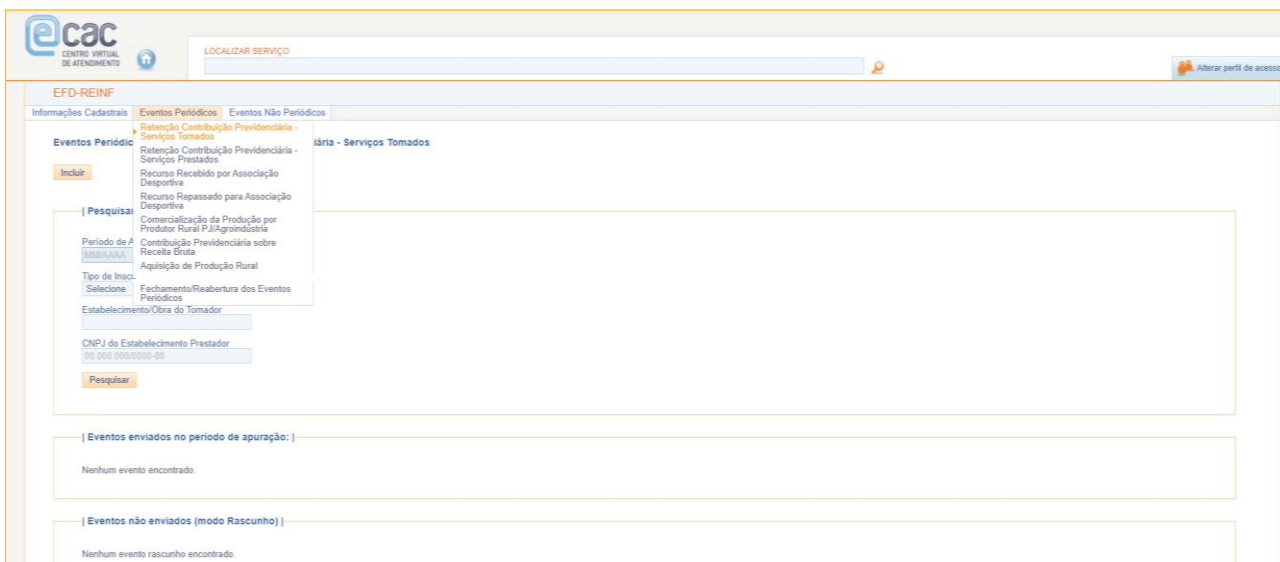 ecac
CENTRO VIRTUAL
DE ATENDIMENTO
LOCALIZAR SERVIÇO
Alterar perfil de acesso
EFD-REINF
Informações Cadastrais Eventos Periódicos Eventos Não Periódicos
Retenção Contribuição Previdenciária -
Serviços Tomados
Eventos Periódic
iária - Serviços Tomados
Retenção Contribuição Previdenciária -
Serviços Prestados
Incluir
Recurso Recebido por Associação
Desportiva
Recurso Repassado para Associação
Desportiva
| Pesquisar
Comercialização da Produção por
Produtor Rural PJ/Agroindústria
Período de A
Contribuição Previdenciária sobre
Receita Bruta
MM/AAAA
Aquisição de Produção Rural
Tipo de Inscr
Selecione
Fechamento/Reabertura dos Eventos
Periódicos
Estabelecimento/Obra do Tomador
CNPJ do Estabelecimento Prestador
00.000.000/0000-00
Pesquisar
| Eventos enviados no período de apuração: |
Nenhum evento encontrado.
| Eventos não enviados (modo Rascunho) |
Nenhum evento rascunho encontrado.